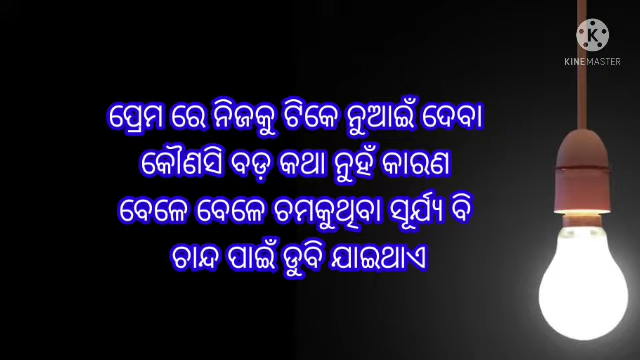 ପ୍ରେମ ରେ ନିଜକୁ ଟିକେ ନୁଆଇଁ ଦେବା
କୌଣସି ବଡ଼ କଥା ନୁହଁ କାରଣ
ବେଳେ ବେଳେ ଚମକୁଥିବା ସୂର୍ଯ୍ୟ ବି
ଚାନ୍ଦ ପାଇଁ ଡୁବି ଯାଇଥାଏ
K
KINEMASTER